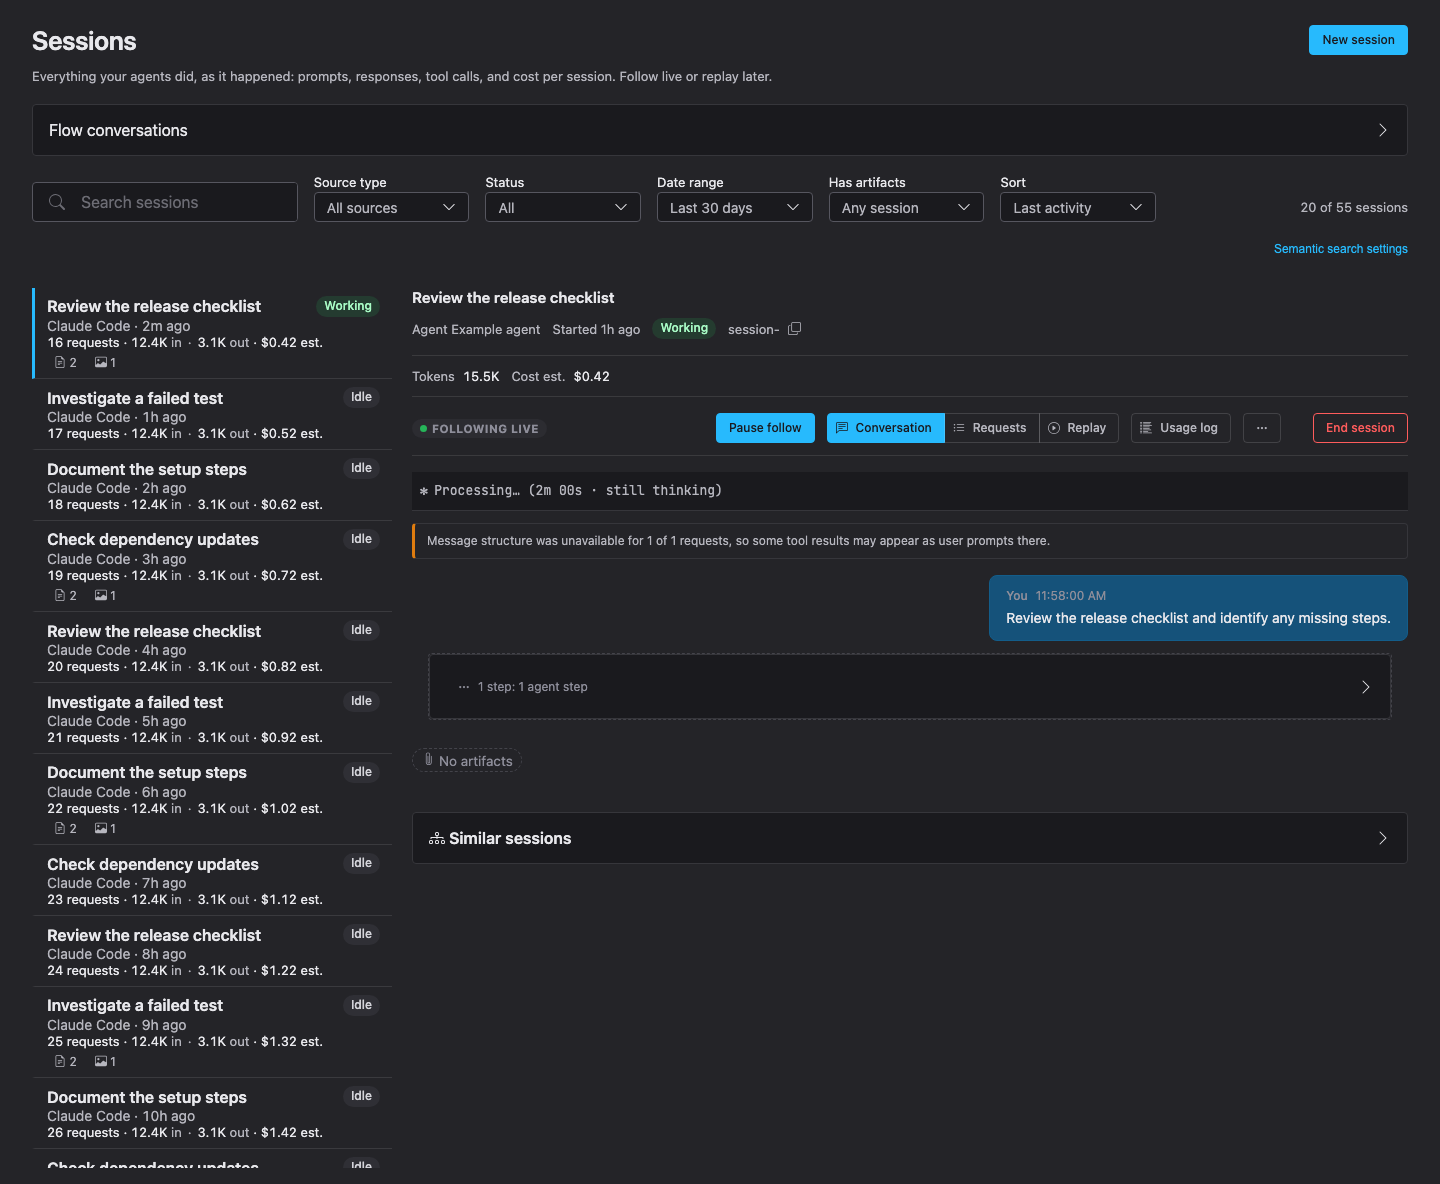 Sessions
New session
Everything your agents did, as it happened: prompts, responses, tool calls, and cost per session. Follow live or replay later.
Flow conversations
Search sessions
Source type
All sources
Status
All
Date range
Last 30 days
Has artifacts
Any session
Sort
Last activity
20 of 55 sessions
Semantic search settings
Review the release checklist
Working
Claude Code · 2m ago
16 requests · 12.4K in · 3.1K out · $0.42 est.
2 1
Investigate a failed test
Idle
Claude Code · 1h ago
17 requests · 12.4K in · 3.1K out · $0.52 est.
Document the setup steps
Idle
Claude Code · 2h ago
18 requests · 12.4K in · 3.1K out · $0.62 est.
Check dependency updates
Idle
Claude Code · 3h ago
19 requests · 12.4K in · 3.1K out · $0.72 est.
2 1
Review the release checklist
Idle
Claude Code · 4h ago
20 requests · 12.4K in · 3.1K out · $0.82 est.
Investigate a failed test
Idle
Claude Code · 5h ago
21 requests · 12.4K in · 3.1K out · $0.92 est.
Document the setup steps
Idle
Claude Code · 6h ago
22 requests · 12.4K in · 3.1K out · $1.02 est.
2 1
Check dependency updates
Idle
Claude Code · 7h ago
23 requests · 12.4K in · 3.1K out · $1.12 est.
Review the release checklist
Idle
Claude Code · 8h ago
24 requests · 12.4K in · 3.1K out · $1.22 est.
Investigate a failed test
Idle
Claude Code · 9h ago
25 requests · 12.4K in · 3.1K out · $1.32 est.
2 1
Document the setup steps
Idle
Claude Code · 10h ago
26 requests · 12.4K in · 3.1K out · $1.42 est.
Check dependency updates
Idle
Review the release checklist
Agent Example agent Started 1h ago Working session-
Tokens 15.5K Cost est. $0.42
FOLLOWING LIVE
Pause follow
Conversation
Requests
Replay
Usage log
···
End session
✻ Processing… (2m 00s · still thinking)
Message structure was unavailable for 1 of 1 requests, so some tool results may appear as user prompts there.
You 11:58:00 AM
Review the release checklist and identify any missing steps.
··· 1 step: 1 agent step
No artifacts
Similar sessions